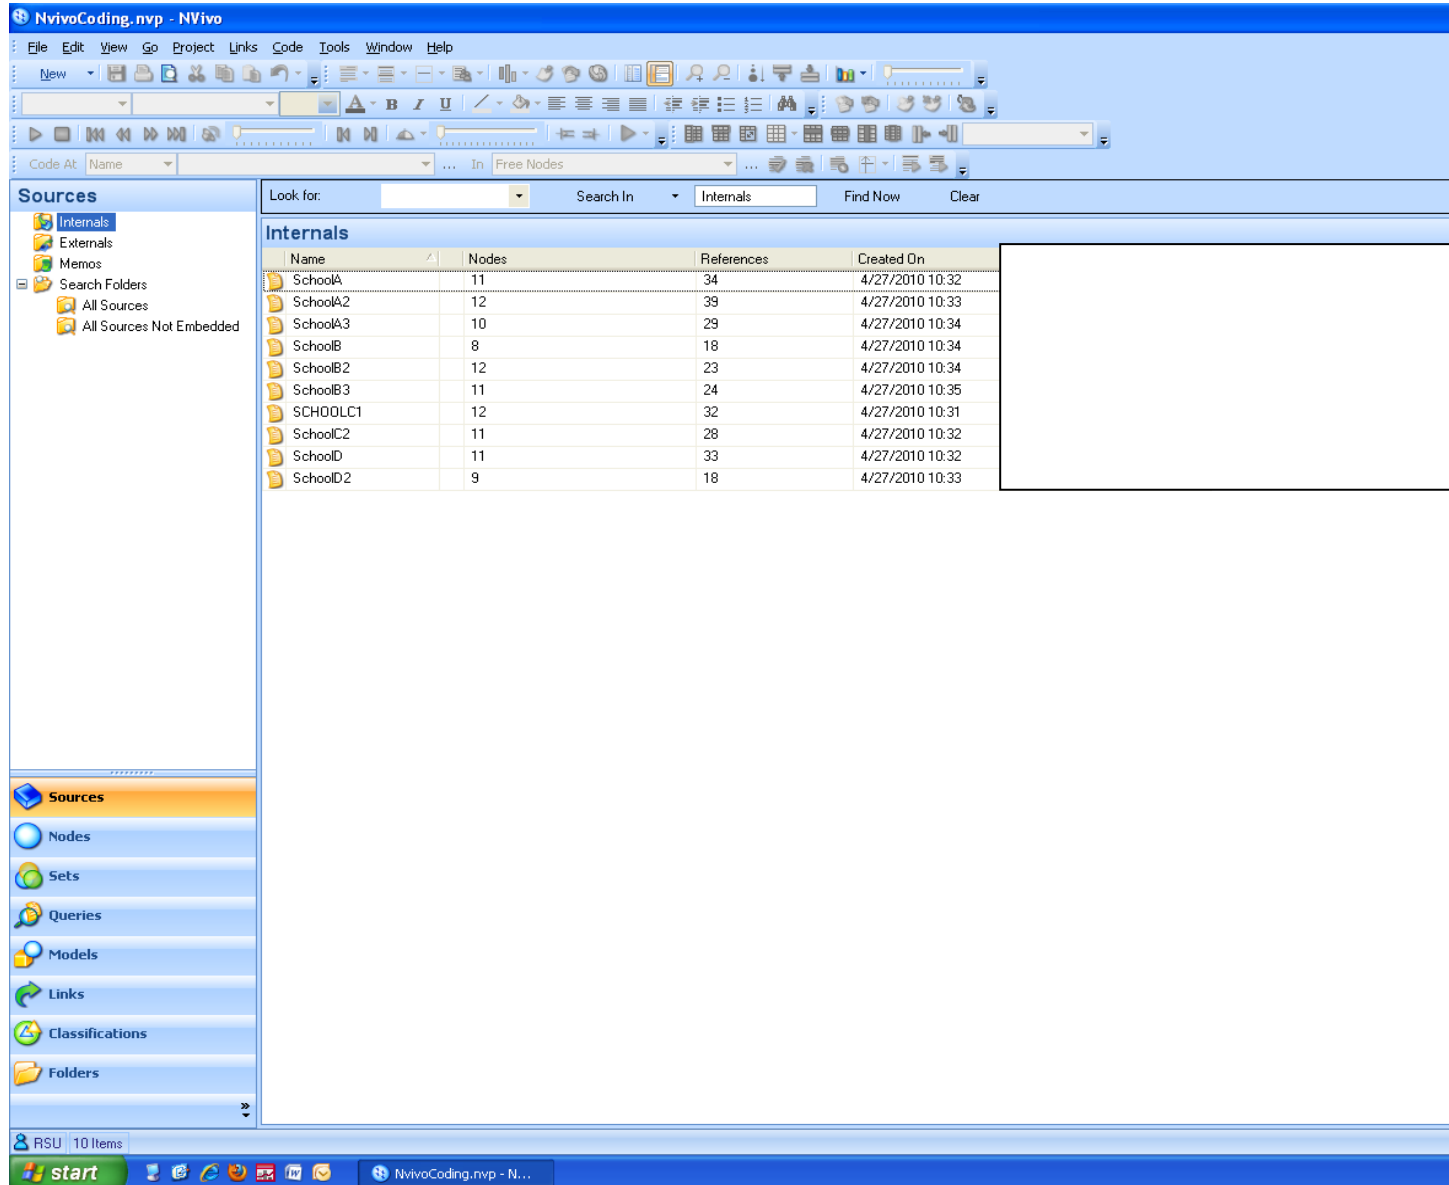 NvivoCoding.nvp - NVivo
File Edit View Go Project Links Code Tools Window Help
New
A B I U
Code At Name ... In Free Nodes ...
Sources
Internals
Externals
Memos
Search Folders
All Sources
All Sources Not Embedded
Look for: Search In Internals Find Now Clear
Internals
Name Nodes References Created On
SchoolA 11 34 4/27/2010 10:32
SchoolA2 12 39 4/27/2010 10:33
SchoolA3 10 29 4/27/2010 10:34
SchoolB 8 18 4/27/2010 10:34
SchoolB2 12 23 4/27/2010 10:34
SchoolB3 11 24 4/27/2010 10:35
SCHOOLC1 12 32 4/27/2010 10:31
SchoolC2 11 28 4/27/2010 10:32
SchoolD 11 33 4/27/2010 10:32
SchoolD2 9 18 4/27/2010 10:33
Sources
Nodes
Sets
Queries
Models
Links
Classifications
Folders
RSU 10 Items
start NvivoCoding.nvp - N...